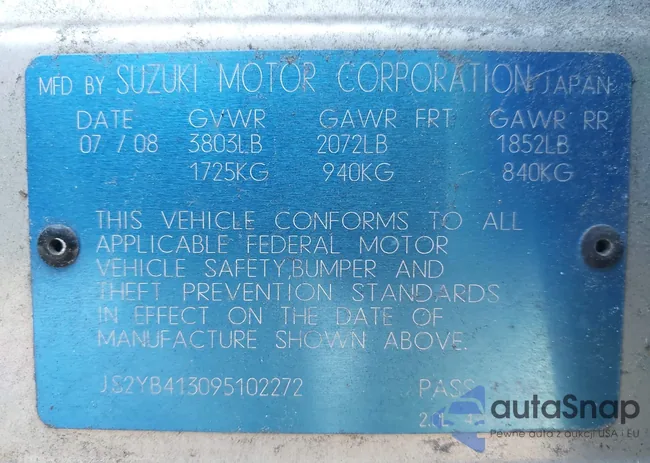 MFD BY SUZUKI MOTOR CORPORATION JAPAN
DATE GVWR GAWR FRT GAWR RR
07 / 08 3803LB 2072LB 1852LB
1725KG 940KG 840KG
THIS VEHICLE CONFORMS TO ALL
APPLICABLE FEDERAL MOTOR
VEHICLE SAFETY,BUMPER AND
THEFT PREVENTION STANDARDS
IN EFFECT ON THE DATE OF
MANUFACTURE SHOWN ABOVE.
JS2YB413095102272 PASS
autaSnap
Pewne auta z aukcji USA i EU